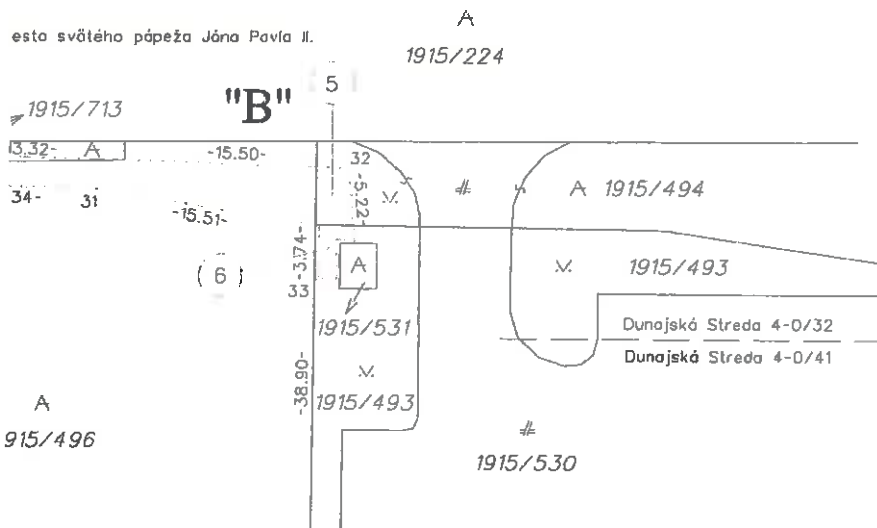 A
esta svätého pápeža Jána Pavla II.
1915/224
5
"B"
1915/713
3.32- A -15.50- 32
-5.22-
A 1915/494
34- 31
-15.51-
-3.74-
(6) A 1915/493
33
1915/531
Dunajská Streda 4-0/32
Dunajská Streda 4-0/41
-38.90-
A 1915/493
915/496
1915/530